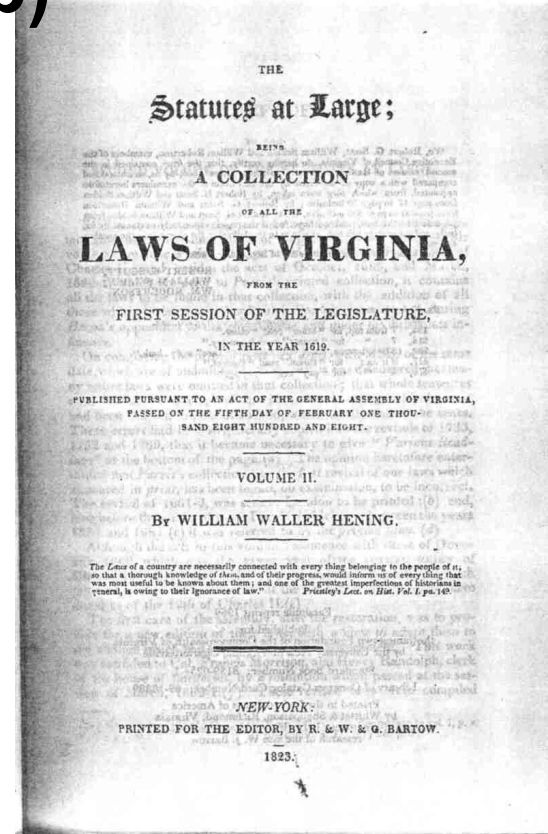 THE
Statutes at Large;
BEING
A COLLECTION
OF ALL THE
LAWS OF VIRGINIA,
FROM THE
FIRST SESSION OF THE LEGISLATURE,
IN THE YEAR 1619.
PUBLISHED PURSUANT TO AN ACT OF THE GENERAL ASSEMBLY OF VIRGINIA,
PASSED ON THE FIFTH DAY OF FEBRUARY ONE THOU-
SAND EIGHT HUNDRED AND EIGHT.
VOLUME II.
By WILLIAM WALLER HENING.
The Laws of a country are necessarily connected with every thing belonging to the people of it,
so that a thorough knowledge of them, and of their progress, would inform us of every thing that
was most useful to be known about them; and one of the greatest imperfections of historians in
general, is owing to their Ignorance of law." Priestley's Lect. on Hist. Vol. I. pa. 149.
NEW-YORK:
PRINTED FOR THE EDITOR, BY R. & W. & G. BARTOW.
1823.